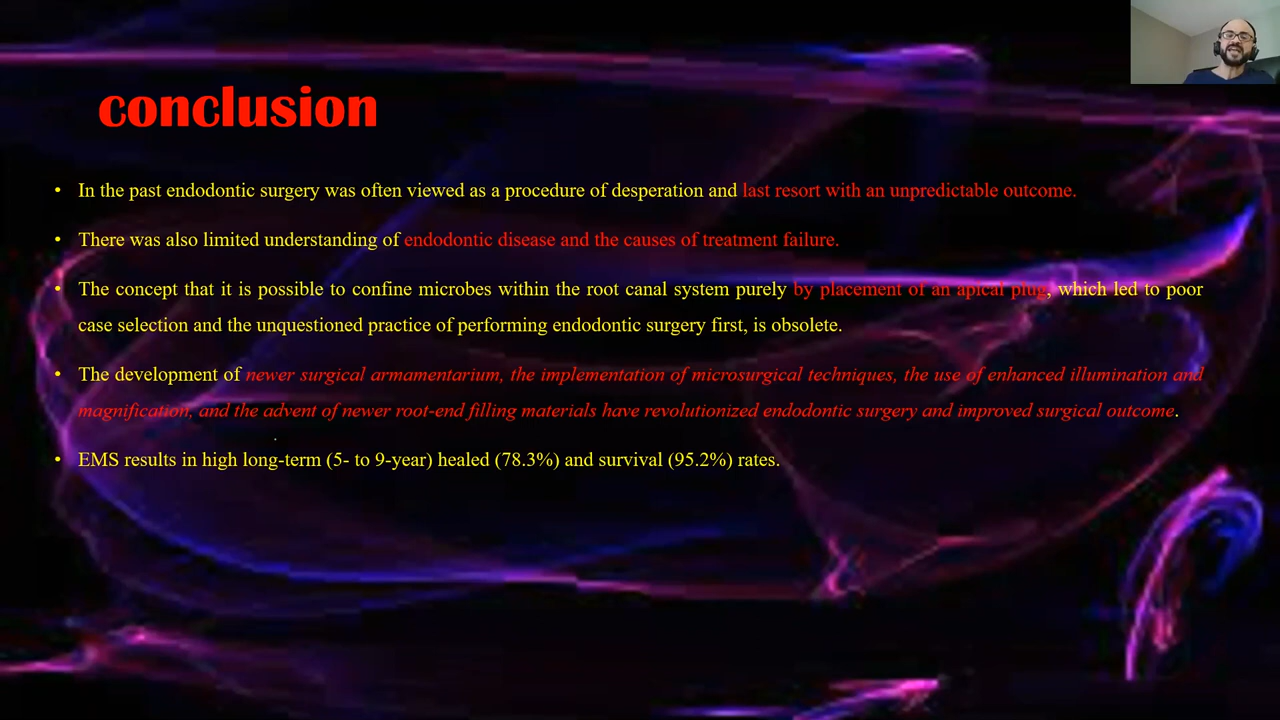 conclusion
• In the past endodontic surgery was often viewed as a procedure of desperation and last resort with an unpredictable outcome.
• There was also limited understanding of endodontic disease and the causes of treatment failure.
• The concept that it is possible to confine microbes within the root canal system purely by placement of an apical plug, which led to poor
case selection and the unquestioned practice of performing endodontic surgery first, is obsolete.
• The development of newer surgical armamentarium, the implementation of microsurgical techniques, the use of enhanced illumination and
magnification, and the advent of newer root-end filling materials have revolutionized endodontic surgery and improved surgical outcome.
• EMS results in high long-term (5- to 9-year) healed (78.3%) and survival (95.2%) rates.